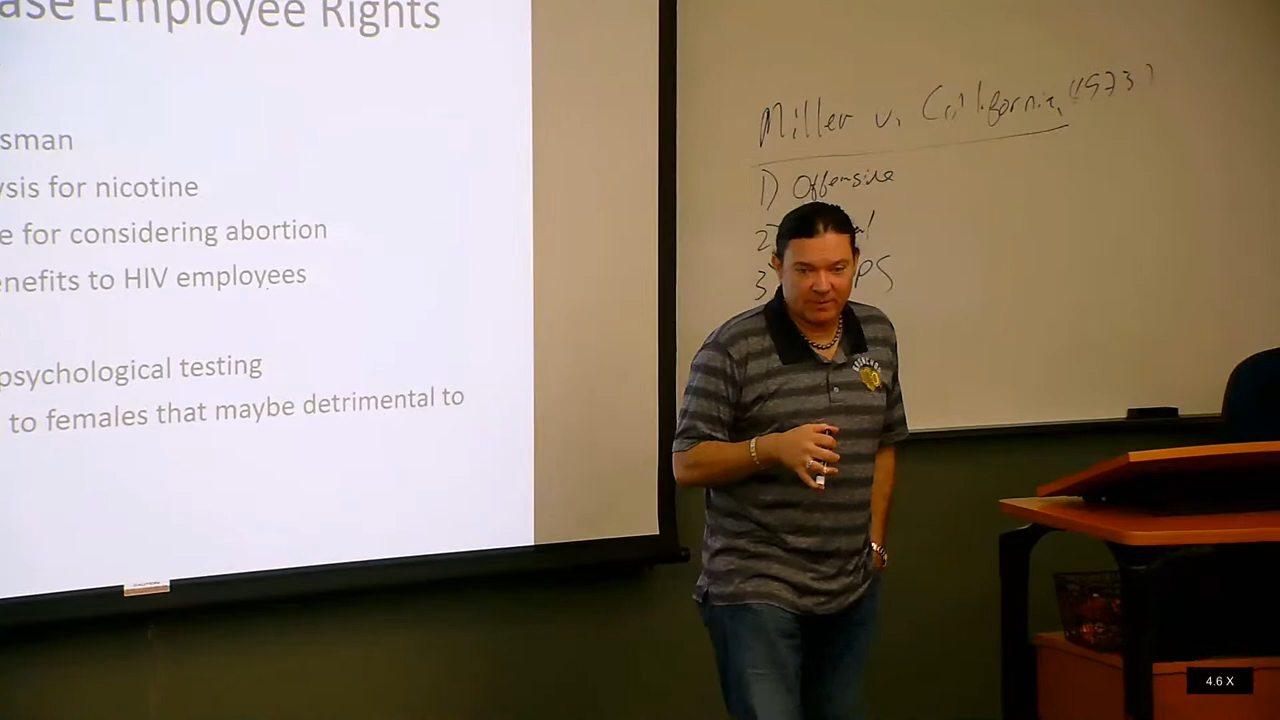 ase Employee Rights
sman
ysis for nicotine
e for considering abortion
enefits to HIV employees
psychological testing
to females that maybe detrimental to
Miller v. California, (1973)
1) Offensive
2)
3 PS
4.6 X